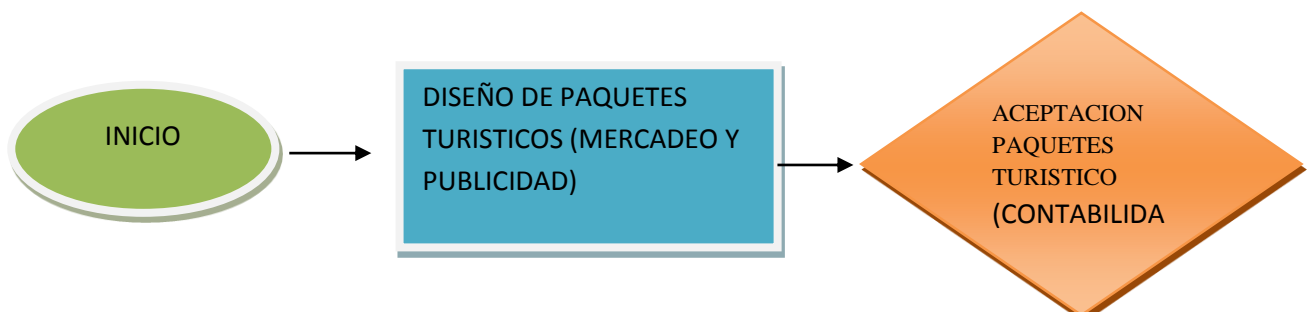 INICIO
DISEÑO DE PAQUETES
TURISTICOS (MERCADEO Y
PUBLICIDAD)
ACEPTACION
PAQUETES
TURISTICO
(CONTABILIDA